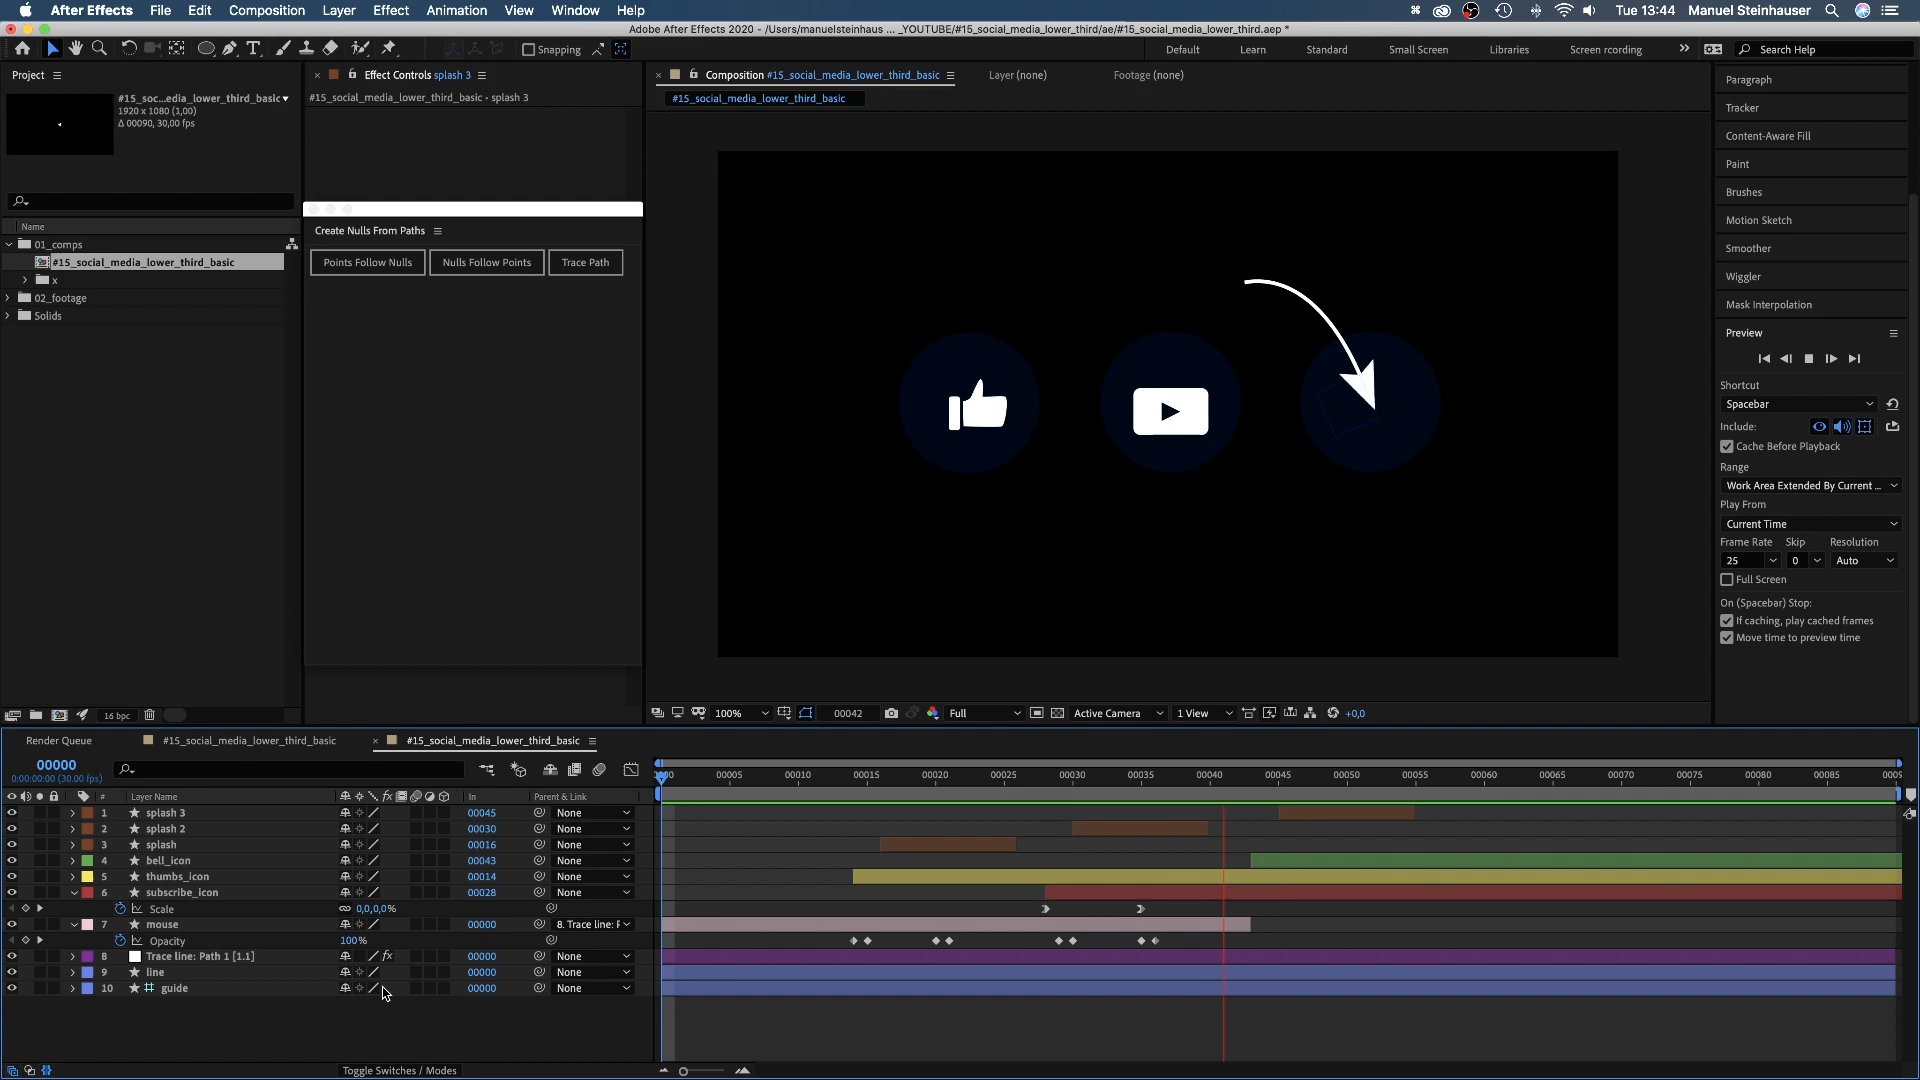 After Effects File Edit Composition Layer Effect Animation View Window Help Tue 13:44 Manuel Steinhauser
Adobe After Effects 2020 - /Users/manuelsteinhaus ... _YOUTUBE/#15_social_media_lower_third/ae/#15_social_media_lower_third.aep *
Snapping Default Learn Standard Small Screen Libraries Screen rcording Search Help
Project Effect Controls splash 3 Composition #15_social_media_lower_third_basic Layer (none) Footage (none)
#15_soc...edia_lower_third_basic
1920 x 1080 (1,00)
Δ 00090, 30,00 fps
#15_social_media_lower_third_basic • splash 3
#15_social_media_lower_third_basic
Name
01_comps
#15_social_media_lower_third_basic
x
02_footage
Solids
16 bpc
Create Nulls From Paths
Points Follow Nulls Nulls Follow Points Trace Path
100% 00042 Full Active Camera 1 View +0,0
Paragraph
Tracker
Content-Aware Fill
Paint
Brushes
Motion Sketch
Smoother
Wiggler
Mask Interpolation
Preview
Shortcut
Spacebar
Include:
Cache Before Playback
Range
Work Area Extended By Current ...
Play From
Current Time
Frame Rate Skip Resolution
25 0 Auto
Full Screen
On (Spacebar) Stop:
If caching, play cached frames
Move time to preview time
Render Queue #15_social_media_lower_third_basic #15_social_media_lower_third_basic
00000
0:00:00:00 (30.00 fps)
00005 00010 00015 00020 00025 00030 00035 00040 00045 00050 00055 00060 00065 00070 00075 00080 00085
# Layer Name fx In Parent & Link
1 splash 3 00045 None
2 splash 2 00030 None
3 splash 00016 None
4 bell_icon 00043 None
5 thumbs_icon 00014 None
6 subscribe_icon 00028 None
Scale 0,0,0,0%
7 mouse 00000 8. Trace line: F
Opacity 100%
8 Trace line: Path 1 [1.1] fx 00000 None
9 line 00000 None
10 guide 00000 None
Toggle Switches / Modes